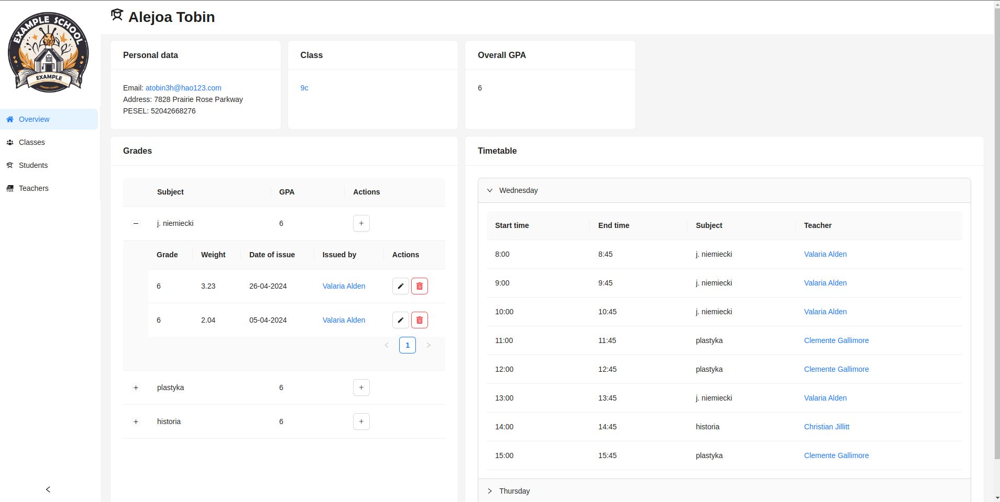 EXAMPLE SCHOOL
EXAMPLE
PRIMARY SCHOOL
Overview
Classes
Students
Teachers
Alejoa Tobin
Personal data
Email: atobin3h@hao123.com
Address: 7828 Prairie Rose Parkway
PESEL: 52042668276
Class
9c
Overall GPA
6
Grades
Subject GPA Actions
j. niemiecki 6
Grade Weight Date of issue Issued by Actions
6 3.23 26-04-2024 Valaria Alden
6 2.04 05-04-2024 Valaria Alden
1
plastyka 6
historia 6
Timetable
Wednesday
Start time End time Subject Teacher
8:00 8:45 j. niemiecki Valaria Alden
9:00 9:45 j. niemiecki Valaria Alden
10:00 10:45 j. niemiecki Valaria Alden
11:00 11:45 plastyka Clemente Gallimore
12:00 12:45 plastyka Clemente Gallimore
13:00 13:45 j. niemiecki Valaria Alden
14:00 14:45 historia Christian Jillitt
15:00 15:45 plastyka Clemente Gallimore
Thursday